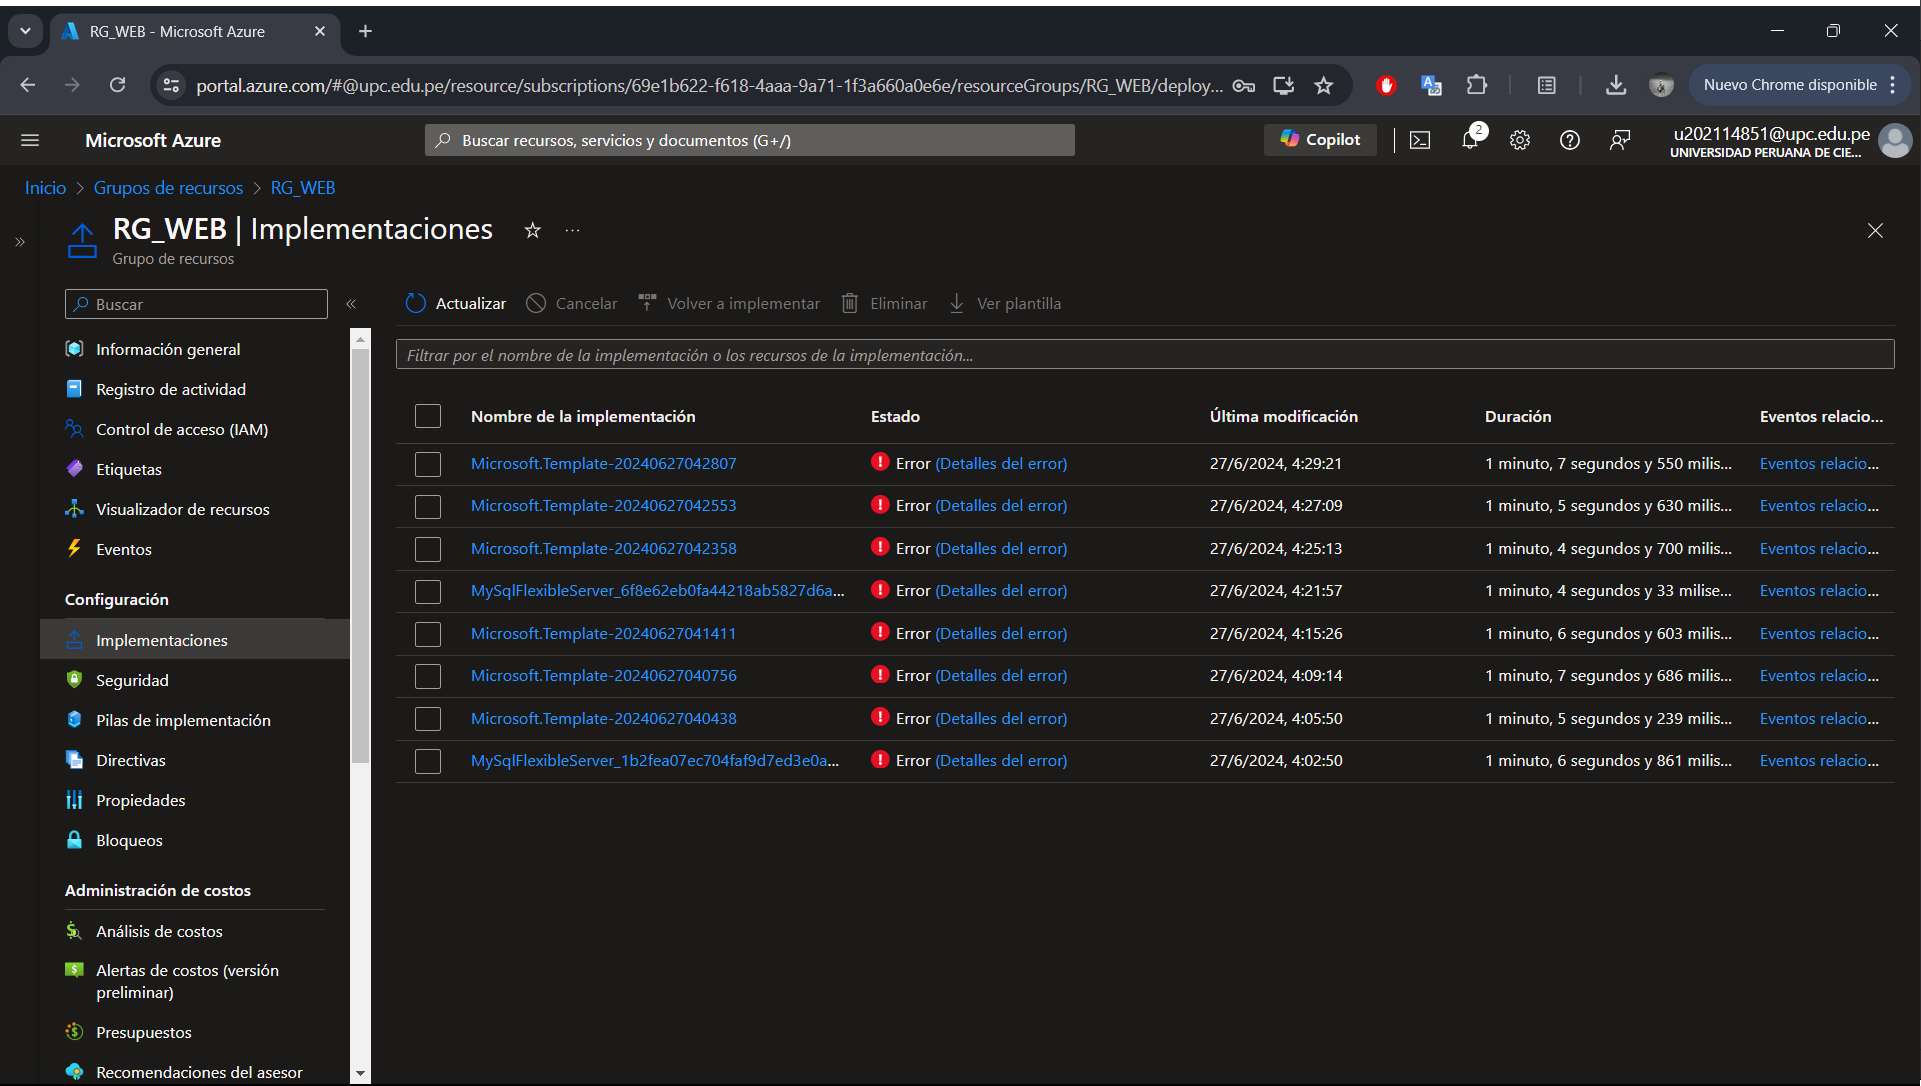 RG_WEB - Microsoft Azure
portal.azure.com/#@upc.edu.pe/resource/subscriptions/69e1b622-f618-4aaa-9a71-1f3a660a0e6e/resourceGroups/RG_WEB/deploy...
Nuevo Chrome disponible
Microsoft Azure
Buscar recursos, servicios y documentos (G+/)
Copilot
2
u202114851@upc.edu.pe
UNIVERSIDAD PERUANA DE CIE...
Inicio > Grupos de recursos > RG_WEB
RG_WEB | Implementaciones
Grupo de recursos
Buscar
Información general
Registro de actividad
Control de acceso (IAM)
Etiquetas
Visualizador de recursos
Eventos
Configuración
Implementaciones
Seguridad
Pilas de implementación
Directivas
Propiedades
Bloqueos
Administración de costos
Análisis de costos
Alertas de costos (versión
preliminar)
Presupuestos
Recomendaciones del asesor
Actualizar Cancelar Volver a implementar Eliminar Ver plantilla
Filtrar por el nombre de la implementación o los recursos de la implementación...
Nombre de la implementación Estado Última modificación Duración Eventos relacio...
Microsoft.Template-20240627042807 Error (Detalles del error) 27/6/2024, 4:29:21 1 minuto, 7 segundos y 550 milis... Eventos relacio...
Microsoft.Template-20240627042553 Error (Detalles del error) 27/6/2024, 4:27:09 1 minuto, 5 segundos y 630 milis... Eventos relacio...
Microsoft.Template-20240627042358 Error (Detalles del error) 27/6/2024, 4:25:13 1 minuto, 4 segundos y 700 milis... Eventos relacio...
MySqlFlexibleServer_6f8e62eb0fa44218ab5827d6a... Error (Detalles del error) 27/6/2024, 4:21:57 1 minuto, 4 segundos y 33 milise... Eventos relacio...
Microsoft.Template-20240627041411 Error (Detalles del error) 27/6/2024, 4:15:26 1 minuto, 6 segundos y 603 milis... Eventos relacio...
Microsoft.Template-20240627040756 Error (Detalles del error) 27/6/2024, 4:09:14 1 minuto, 7 segundos y 686 milis... Eventos relacio...
Microsoft.Template-20240627040438 Error (Detalles del error) 27/6/2024, 4:05:50 1 minuto, 5 segundos y 239 milis... Eventos relacio...
MySqlFlexibleServer_1b2fea07ec704faf9d7ed3e0a... Error (Detalles del error) 27/6/2024, 4:02:50 1 minuto, 6 segundos y 861 milis... Eventos relacio...